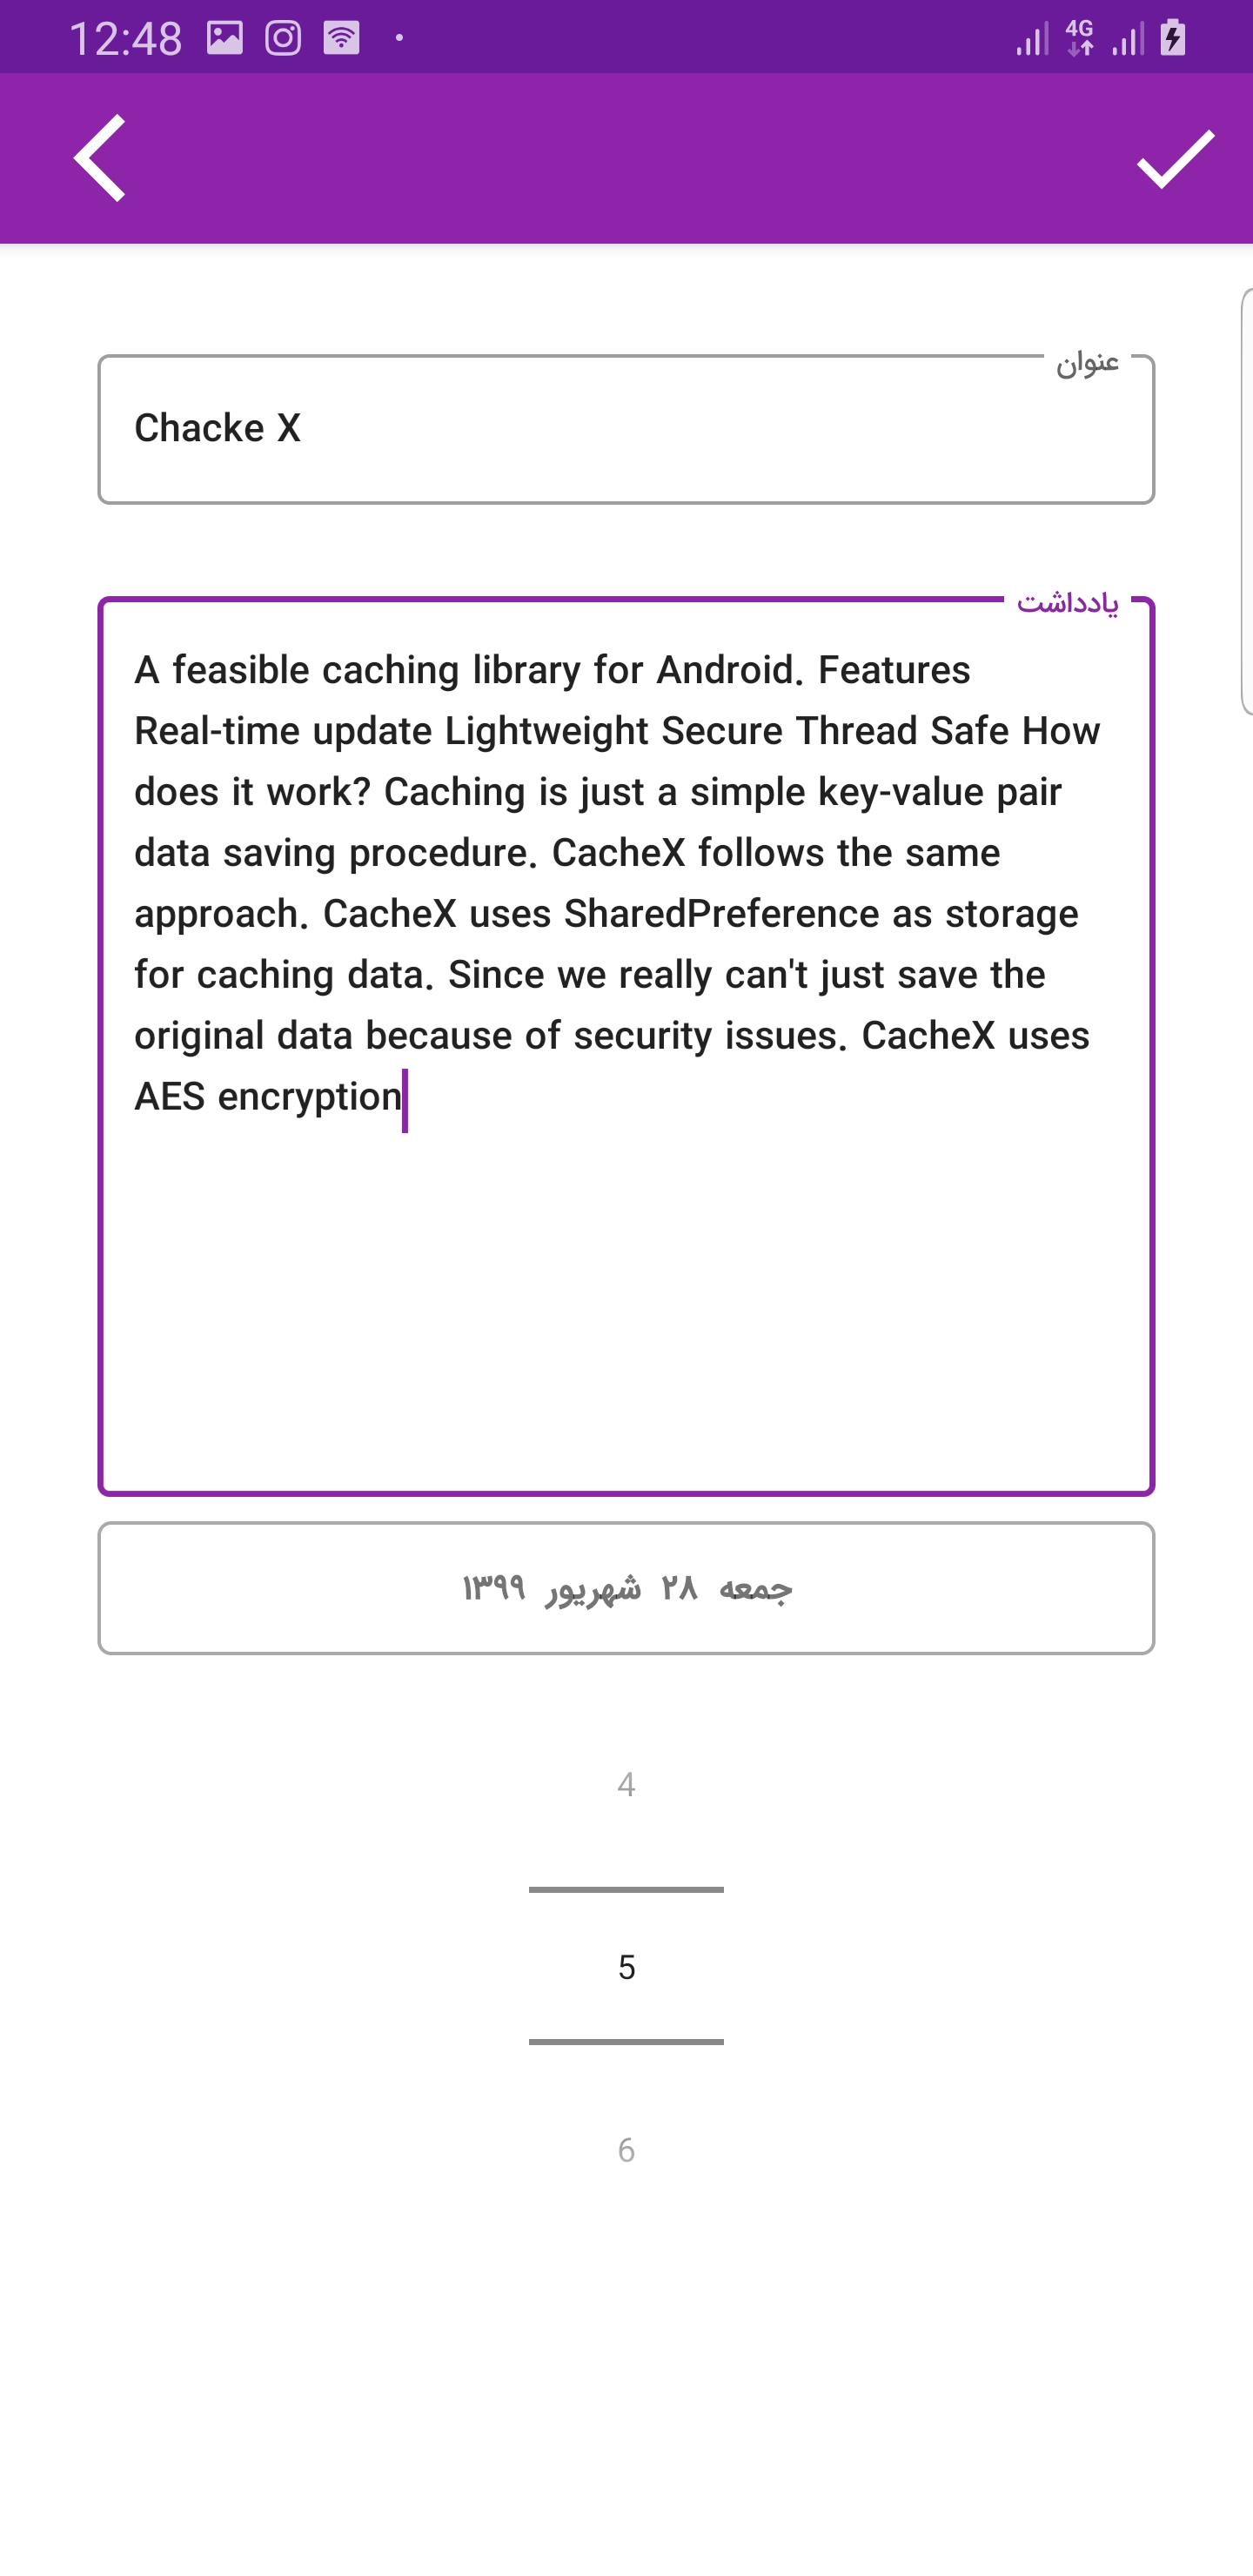 12:48
4G
عنوان
Chacke X
یادداشت
A feasible caching library for Android. Features
Real-time update Lightweight Secure Thread Safe How
does it work? Caching is just a simple key-value pair
data saving procedure. CacheX follows the same
approach. CacheX uses SharedPreference as storage
for caching data. Since we really can't just save the
original data because of security issues. CacheX uses
AES encryption
جمعه ۲۸ شهریور ۱۳۹۹
4
5
6